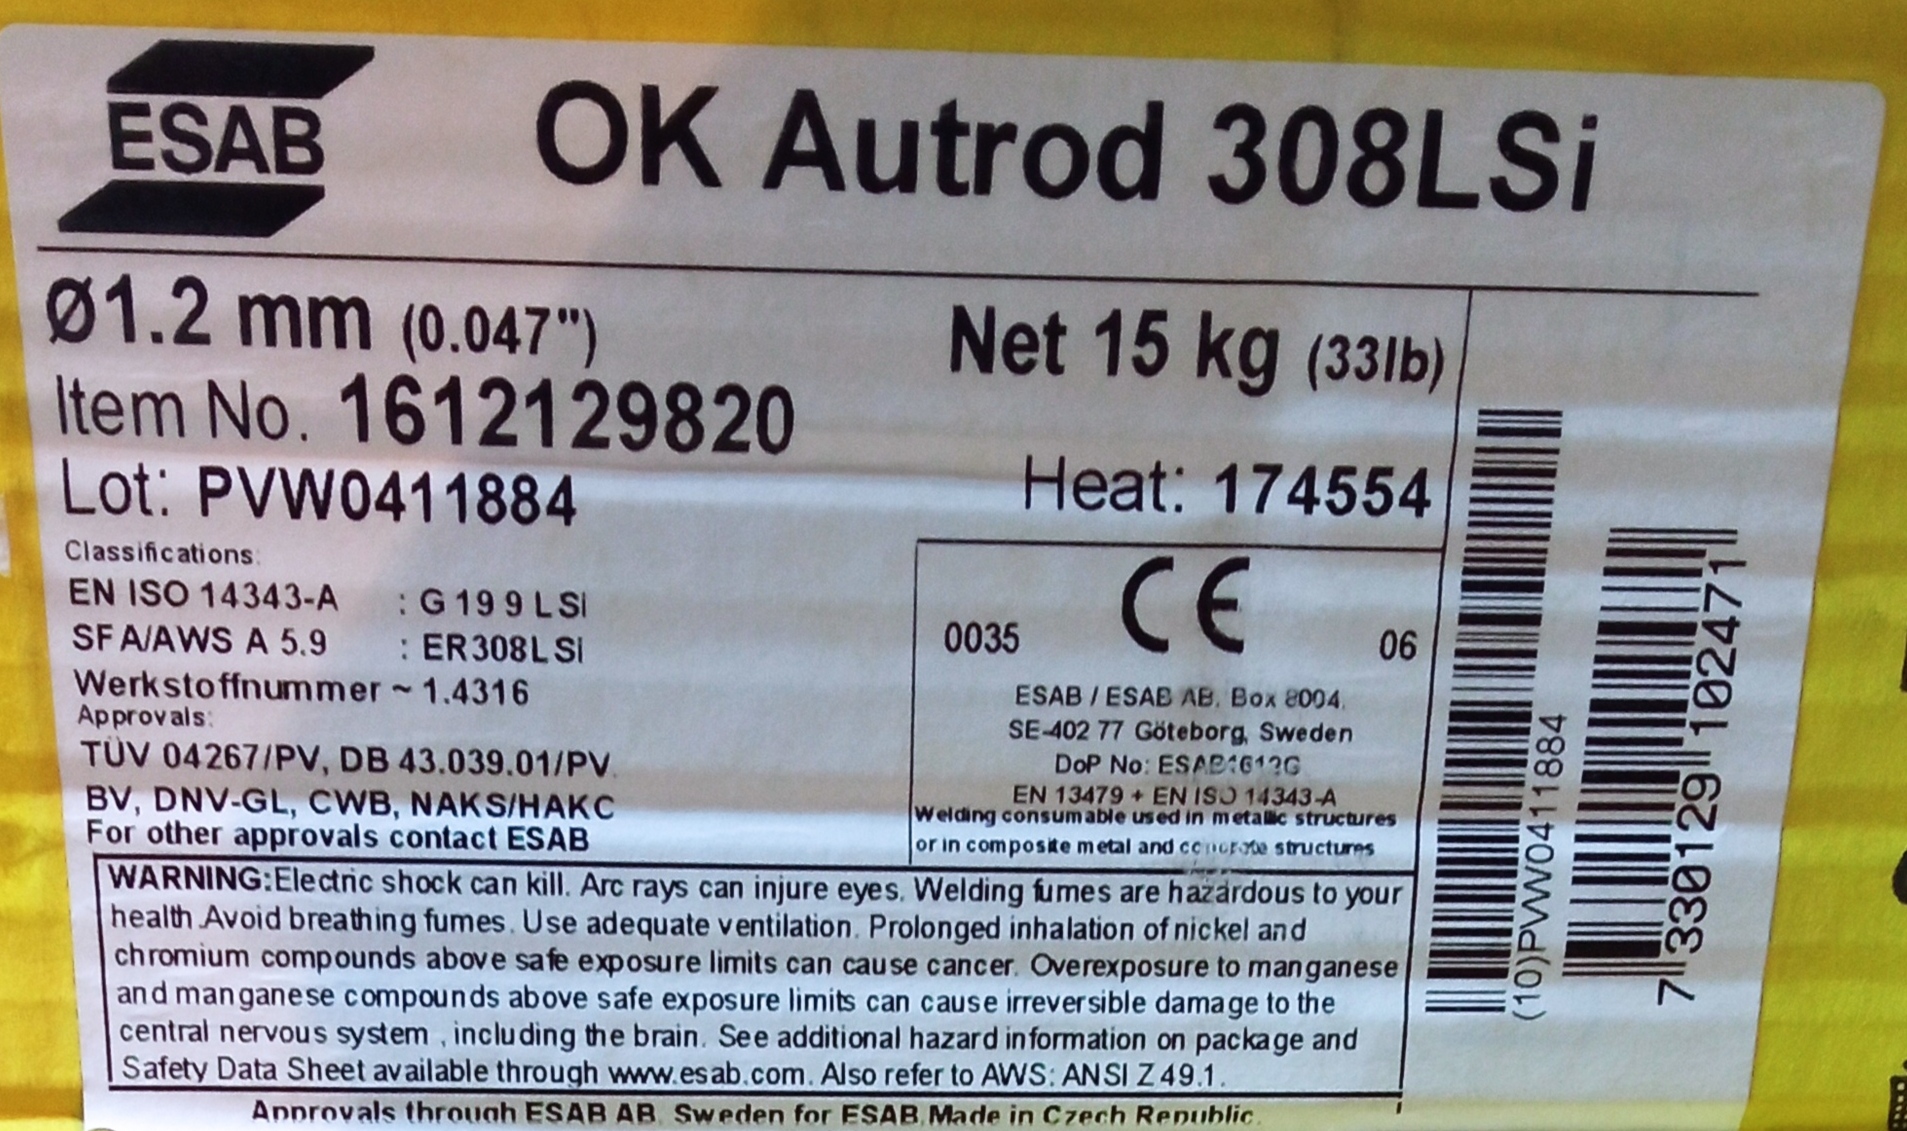 ESAB
OK Autrod 308LSi
Ø1.2 mm (0.047")
Net 15 kg (33lb)
Item No. 1612129820
Lot: PVW0411884
Heat: 174554
Classifications:
EN ISO 14343-A : G 19 9 L Si
SFA/AWS A 5.9 : ER308LSi
Werkstoffnummer ~ 1.4316
Approvals:
TÜV 04267/PV, DB 43.039.01/PV.
BV, DNV-GL, CWB, NAKS/HAKC
For other approvals contact ESAB
CE
0035
06
ESAB / ESAB AB, Box 8004,
SE-402 77 Göteborg, Sweden
DoP No:
EN 13479 + EN ISO 14343-A
Welding consumable used in metallic structures
or in composite metal and concrete structures
WARNING:Electric shock can kill. Arc rays can injure eyes. Welding fumes are hazardous to your
health.Avoid breathing fumes. Use adequate ventilation. Prolonged inhalation of nickel and
chromium compounds above safe exposure limits can cause cancer. Overexposure to manganese
and manganese compounds above safe exposure limits can cause irreversible damage to the
central nervous system , including the brain. See additional hazard information on package and
Safety Data Sheet available through www.esab.com. Also refer to AWS: ANSI Z49.1.
Approvals through ESAB AB, Sweden for ESAB.Made in Czech Republic.
(10)PVW0411884
7 330129 102471